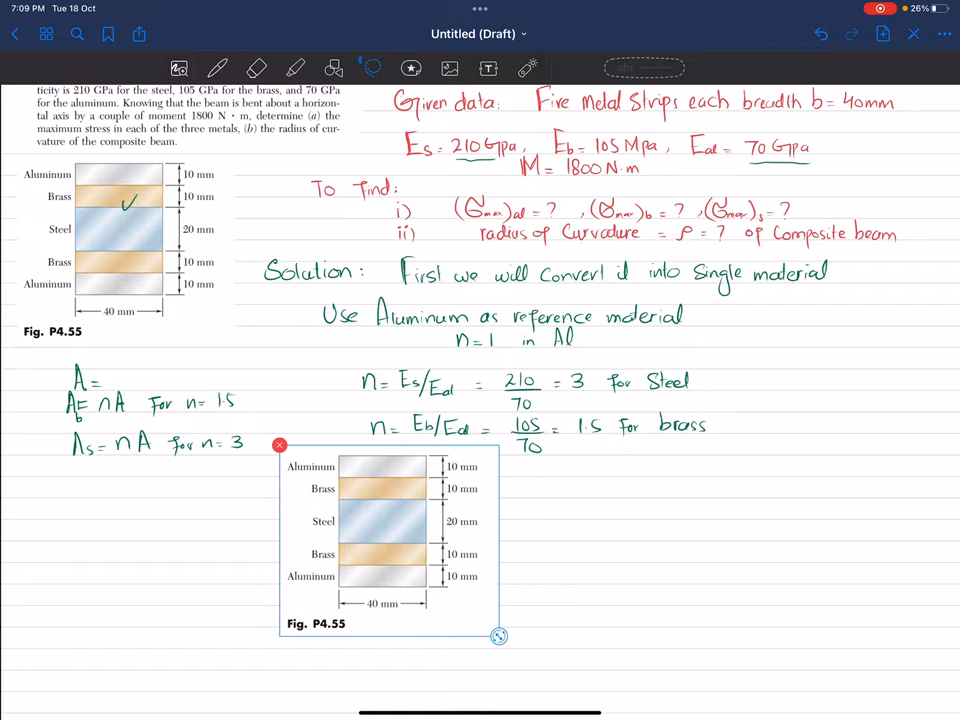 7:09 PM Tue 18 Oct
26%
Untitled (Draft)
ticity is 210 GPa for the steel, 105 GPa for the brass, and 70 GPa
for the aluminum. Knowing that the beam is bent about a horizon-
tal axis by a couple of moment 1800 N · m, determine (a) the
maximum stress in each of the three metals, (b) the radius of cur-
vature of the composite beam.
Aluminum 10 mm
Brass 10 mm
Steel 20 mm
Brass 10 mm
Aluminum 10 mm
40 mm
Fig. P4.55
Given data: Five Metal Strips each breadth b = 40mm
Es = 210 Gpa, Eb = 105 Mpa, Eal = 70 Gpa
M = 1800 N·m
To find:
i) (σmax)al = ? , (σmax)b = ? , (σmax)s = ?
ii) radius of Curvature = ρ = ? of Composite beam
Solution: First we will convert it into Single material
Use Aluminum as reference material
n=1 in Al
n = Es/Eal = 210/70 = 3 for Steel
n = Eb/Eal = 105/70 = 1.5 for brass
A =
Ab = nA for n = 1.5
As = nA for n = 3
Aluminum 10 mm
Brass 10 mm
Steel 20 mm
Brass 10 mm
Aluminum 10 mm
40 mm
Fig. P4.55